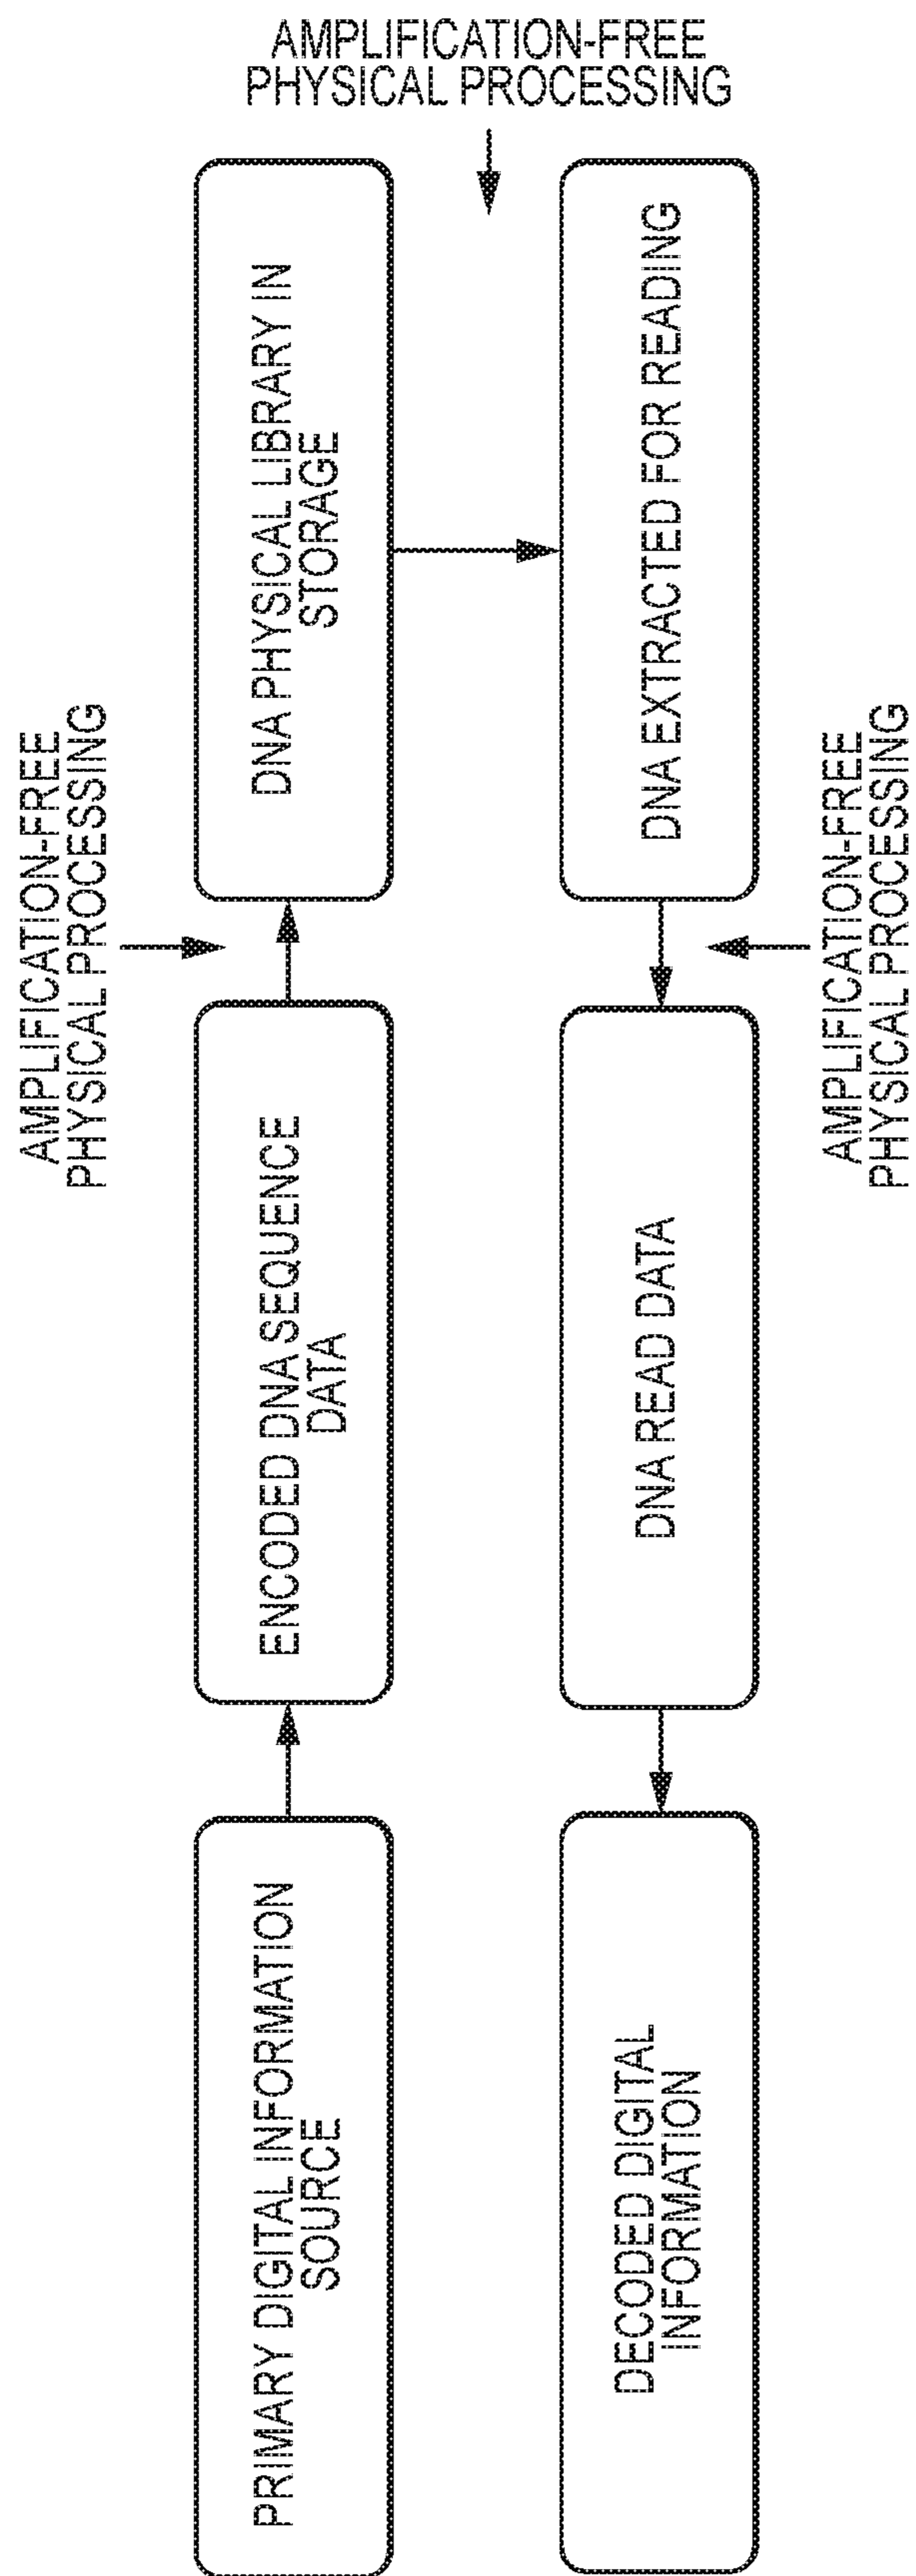 AMPLIFICATION-FREE
PHYSICAL PROCESSING
AMPLIFICATION-FREE
PHYSICAL PROCESSING
PRIMARY DIGITAL INFORMATION
SOURCE
ENCODED DNA SEQUENCE
DATA
DNA PHYSICAL LIBRARY IN
STORAGE
DNA EXTRACTED FOR READING
DNA READ DATA
DECODED DIGITAL
INFORMATION
AMPLIFICATION-FREE
PHYSICAL PROCESSING